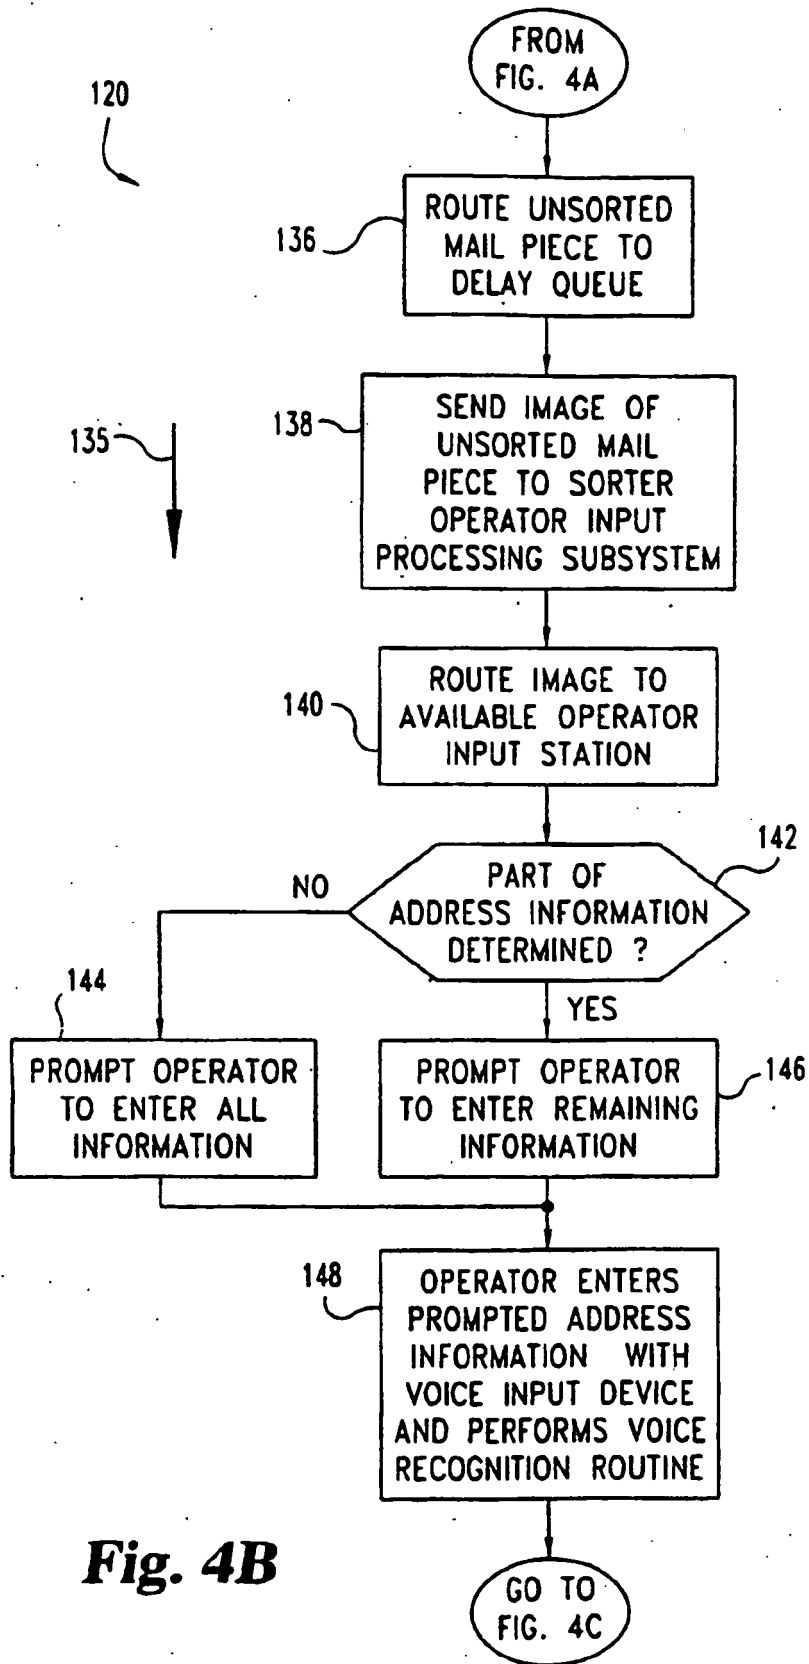 FROM
FIG. 4A
120
136
ROUTE UNSORTED
MAIL PIECE TO
DELAY QUEUE
135
138
SEND IMAGE OF
UNSORTED MAIL
PIECE TO SORTER
OPERATOR INPUT
PROCESSING SUBSYSTEM
140
ROUTE IMAGE TO
AVAILABLE OPERATOR
INPUT STATION
142
PART OF
ADDRESS INFORMATION
DETERMINED ?
NO
YES
144
PROMPT OPERATOR
TO ENTER ALL
INFORMATION
PROMPT OPERATOR
TO ENTER REMAINING
INFORMATION
146
148
OPERATOR ENTERS
PROMPTED ADDRESS
INFORMATION WITH
VOICE INPUT DEVICE
AND PERFORMS VOICE
RECOGNITION ROUTINE
Fig. 4B
GO TO
FIG. 4C